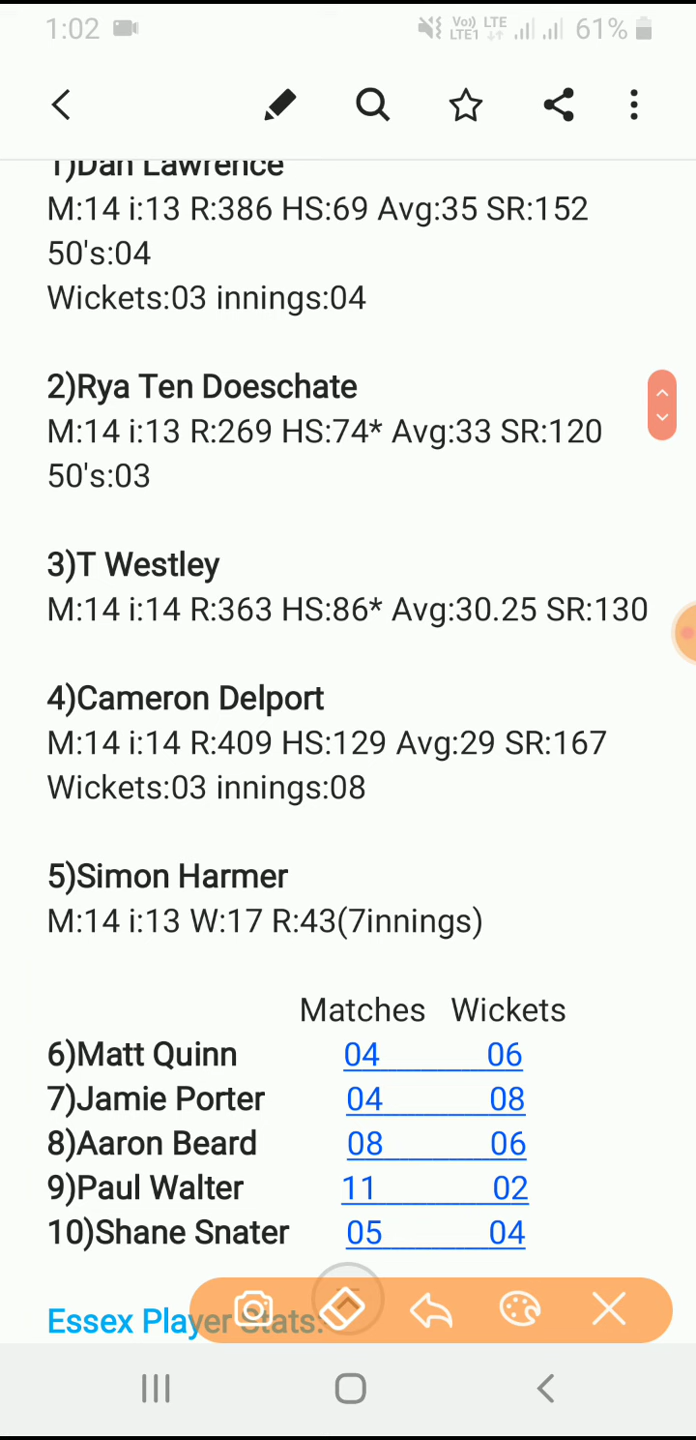 1:02
Vo)) LTE
LTE1
61%
1)Dan Lawrence
M:14 i:13 R:386 HS:69 Avg:35 SR:152
50's:04
Wickets:03 innings:04
2)Rya Ten Doeschate
M:14 i:13 R:269 HS:74* Avg:33 SR:120
50's:03
3)T Westley
M:14 i:14 R:363 HS:86* Avg:30.25 SR:130
4)Cameron Delport
M:14 i:14 R:409 HS:129 Avg:29 SR:167
Wickets:03 innings:08
5)Simon Harmer
M:14 i:13 W:17 R:43(7innings)
Matches Wickets
6)Matt Quinn 04 06
7)Jamie Porter 04 08
8)Aaron Beard 08 06
9)Paul Walter 11 02
10)Shane Snater 05 04
Essex Player Stats: